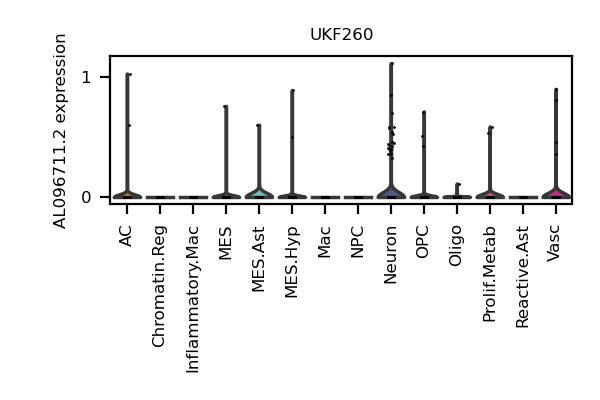 UKF260
AL096711.2 expression
1
0
AC
Chromatin.Reg
Inflammatory.Mac
MES
MES.Ast
MES.Hyp
Mac
NPC
Neuron
OPC
Oligo
Prolif.Metab
Reactive.Ast
Vasc